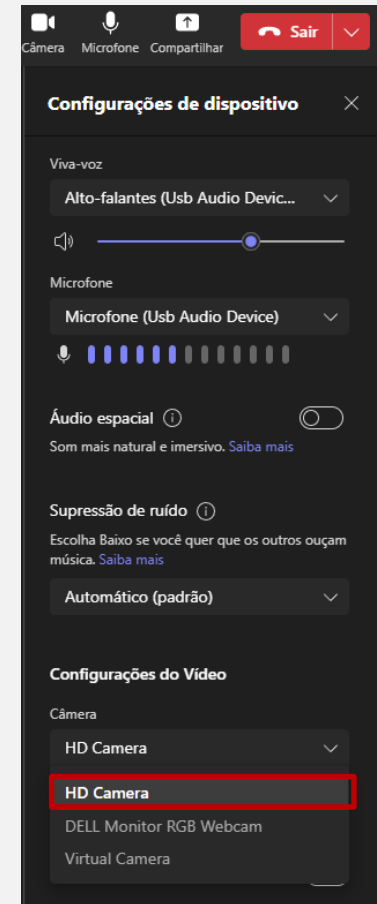 Câmera Microfone Compartilhar Sair
Configurações de dispositivo
Viva-voz
Alto-falantes (Usb Audio Devic...
Microfone
Microfone (Usb Audio Device)
Áudio espacial
Som mais natural e imersivo. Saiba mais
Supressão de ruído
Escolha Baixo se você quer que os outros ouçam
música. Saiba mais
Automático (padrão)
Configurações do Vídeo
Câmera
HD Camera
HD Camera
DELL Monitor RGB Webcam
Virtual Camera